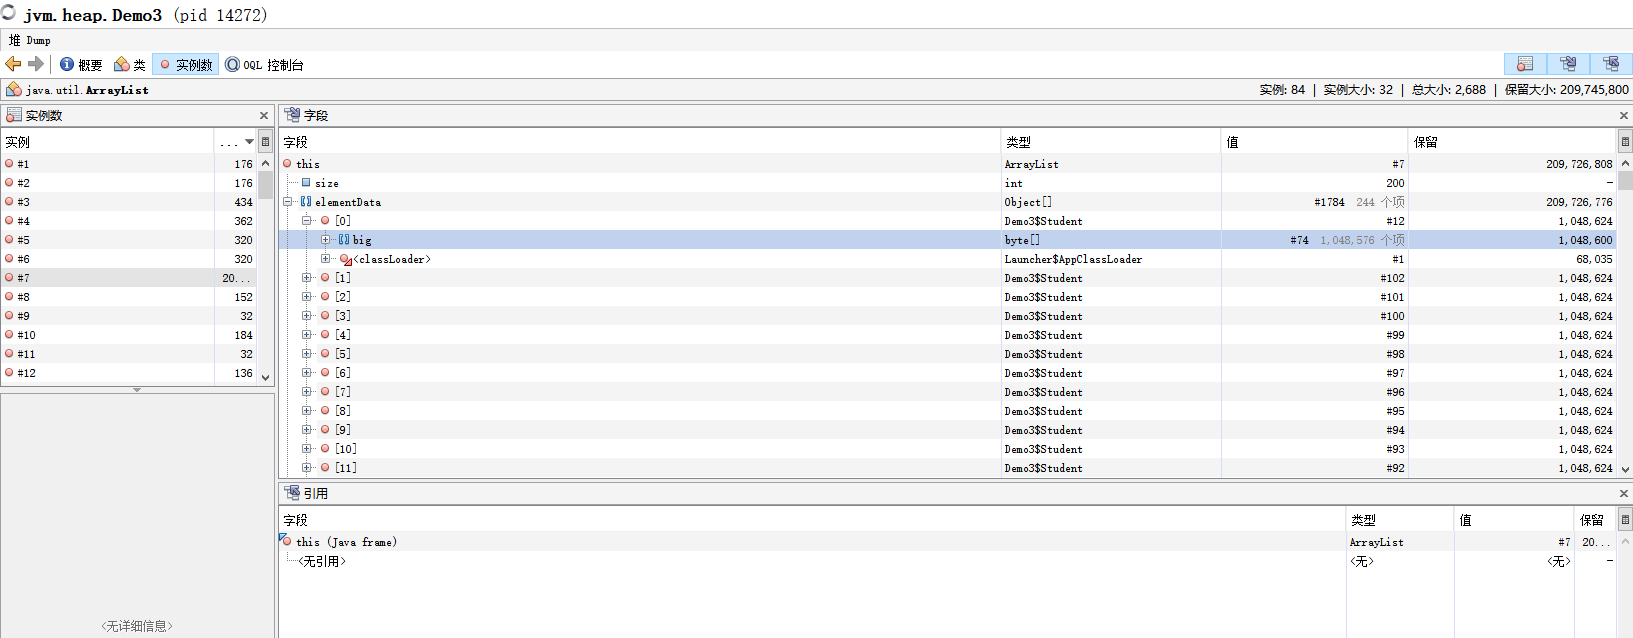 jvm.heap.Demo3 (pid 14272)
堆 Dump
概要 类 实例数 OQL 控制台
java.util.ArrayList 实例: 84 | 实例大小: 32 | 总大小: 2,688 | 保留大小: 209,745,800
实例数
实例 ...
#1 176
#2 176
#3 434
#4 362
#5 320
#6 320
#7 20...
#8 152
#9 32
#10 184
#11 32
#12 136
<无详细信息>
字段
字段 类型 值 保留
this ArrayList #7 209,726,808
size int 200 -
elementData Object[] #1784 244 个项 209,726,776
[0] Demo3$Student #12 1,048,624
big byte[] #74 1,048,576 个项 1,048,600
<classLoader> Launcher$AppClassLoader #1 68,035
[1] Demo3$Student #102 1,048,624
[2] Demo3$Student #101 1,048,624
[3] Demo3$Student #100 1,048,624
[4] Demo3$Student #99 1,048,624
[5] Demo3$Student #98 1,048,624
[6] Demo3$Student #97 1,048,624
[7] Demo3$Student #96 1,048,624
[8] Demo3$Student #95 1,048,624
[9] Demo3$Student #94 1,048,624
[10] Demo3$Student #93 1,048,624
[11] Demo3$Student #92 1,048,624
引用
字段 类型 值 保留
this (Java frame) ArrayList #7 20...
<无引用> <无> <无> -